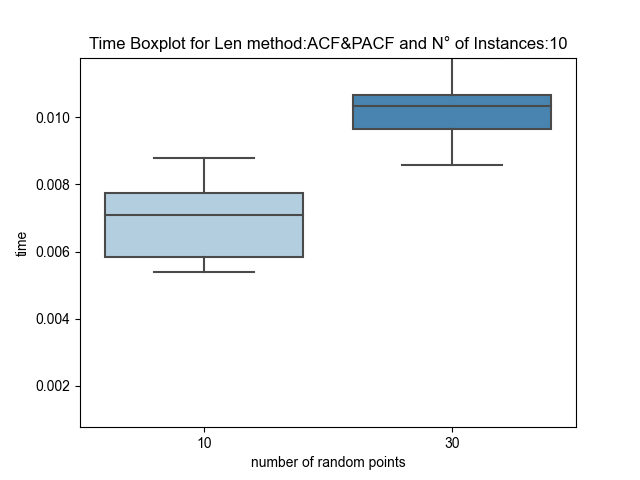 Time Boxplot for Len method:ACF&PACF and N° of Instances:10
0.010
0.008
0.006
0.004
0.002
time
10
30
number of random points